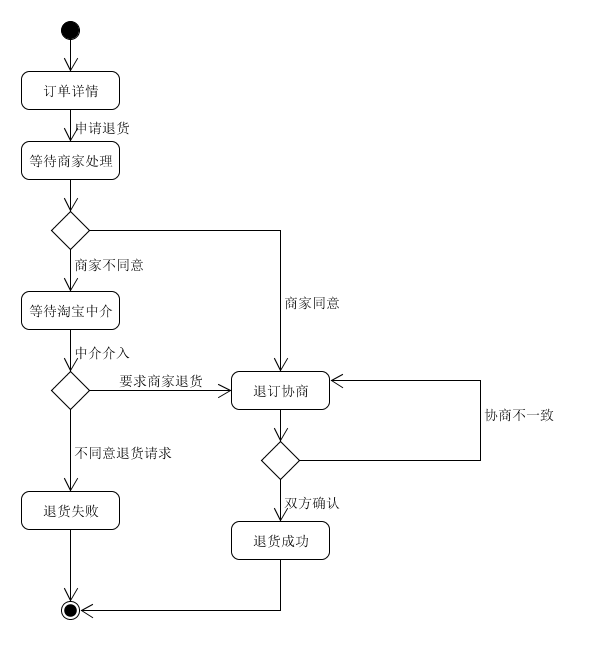 订单详情
申请退货
等待商家处理
商家不同意
商家同意
等待淘宝中介
中介介入
要求商家退货
退订协商
协商不一致
不同意退货请求
双方确认
退货失败
退货成功